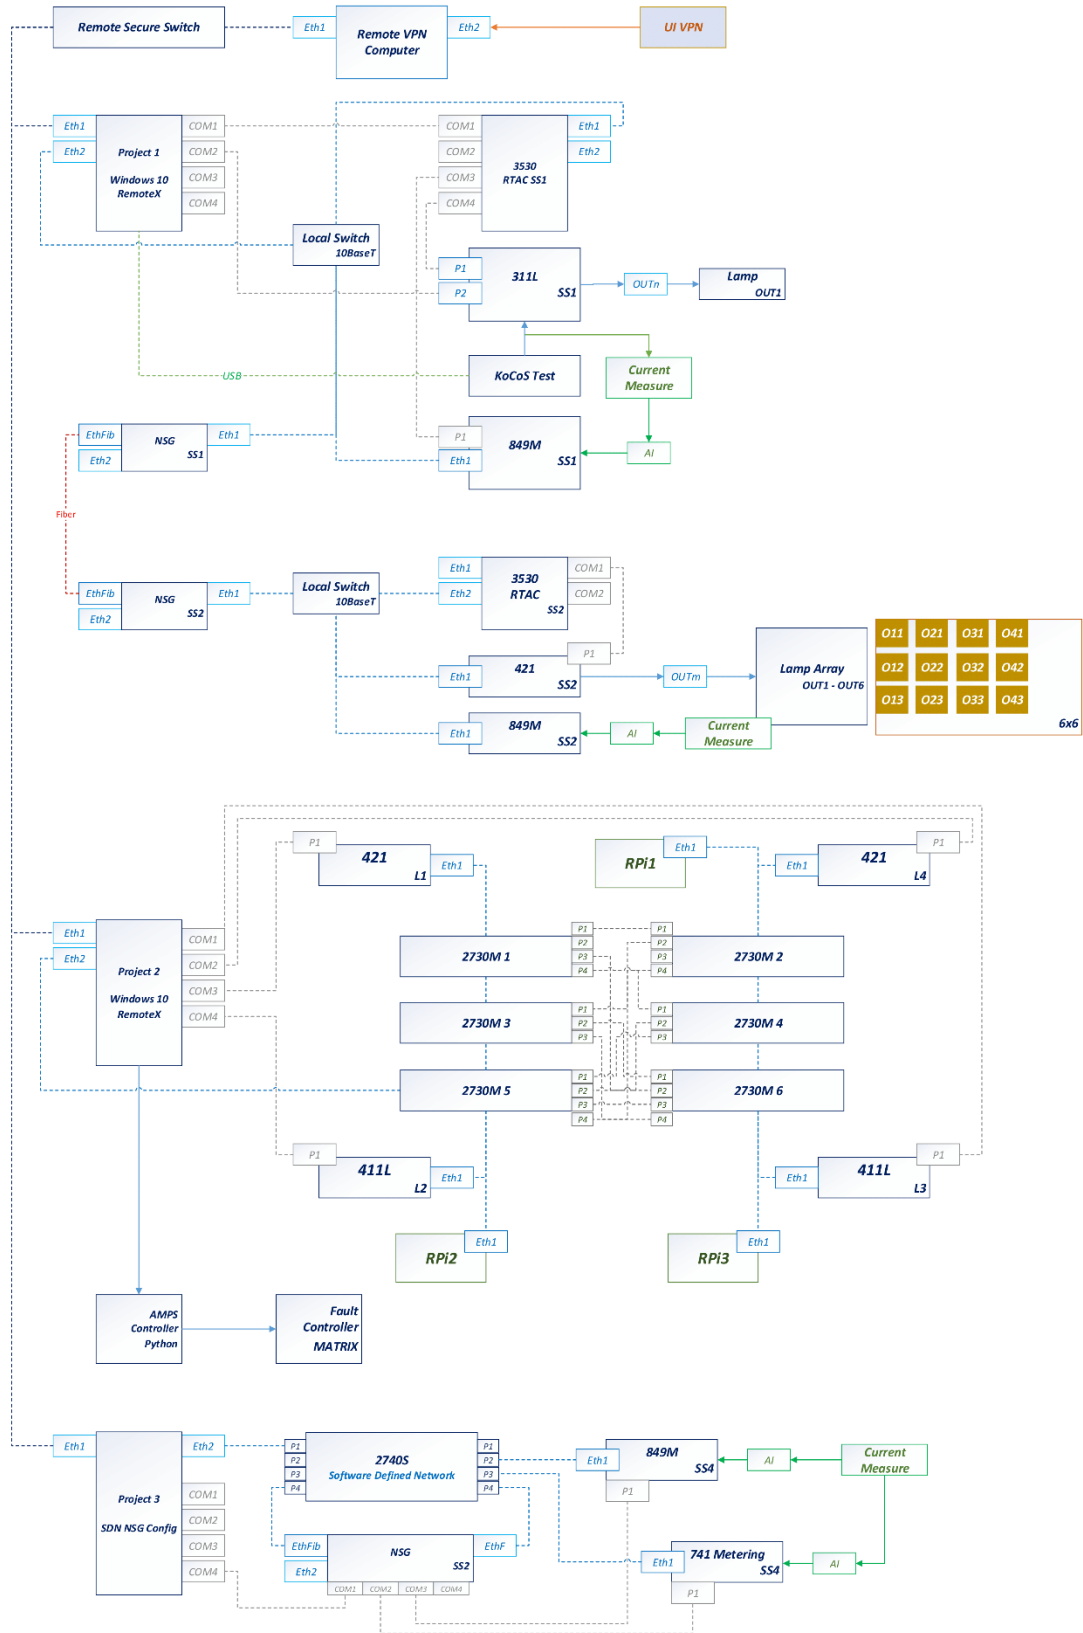 Remote Secure Switch
Eth1
Remote VPN
Computer
Eth2
UI VPN
Eth1
Eth2
Project 1
Windows 10
RemoteX
COM1
COM2
COM3
COM4
COM1
COM2
COM3
COM4
3530
RTAC SS1
Eth1
Eth2
Local Switch
10BaseT
P1
P2
311L
SS1
OUTn
Lamp
OUT1
USB
KoCoS Test
Current
Measure
EthFib
Eth2
NSG
SS1
Eth1
P1
Eth1
849M
SS1
AI
Fiber
EthFib
Eth2
NSG
SS2
Eth1
Local Switch
10BaseT
Eth1
Eth2
3530
RTAC
SS2
COM1
COM2
P1
Eth1
421
SS2
OUTm
Lamp Array
OUT1 - OUT6
O11 O21 O31 O41
O12 O22 O32 O42
O13 O23 O33 O43
6x6
Eth1
849M
SS2
AI
Current
Measure
P1
421
L1
Eth1
RPi1
Eth1
Eth1
421
L4
P1
Eth1
Eth2
Project 2
Windows 10
RemoteX
COM1
COM2
COM3
COM4
2730M 1
P1
P2
P3
P4
P1
P2
P3
P4
2730M 2
2730M 3
P1
P2
P3
P1
P2
P3
2730M 4
2730M 5
P1
P2
P3
P4
P1
P2
P3
P4
2730M 6
P1
411L
L2
Eth1
Eth1
411L
L3
P1
RPi2
Eth1
RPi3
Eth1
AMPS
Controller
Python
Fault
Controller
MATRIX
Eth1
Project 3
SDN NSG Config
Eth2
COM1
COM2
COM3
COM4
P1
P2
P3
P4
2740S
Software Defined Network
P1
P2
P3
P4
Eth1
849M
SS4
P1
AI
Current
Measure
EthFib
Eth2
NSG
SS2
EthF
COM1 COM2 COM3 COM4
Eth1
741 Metering
SS4
P1
AI